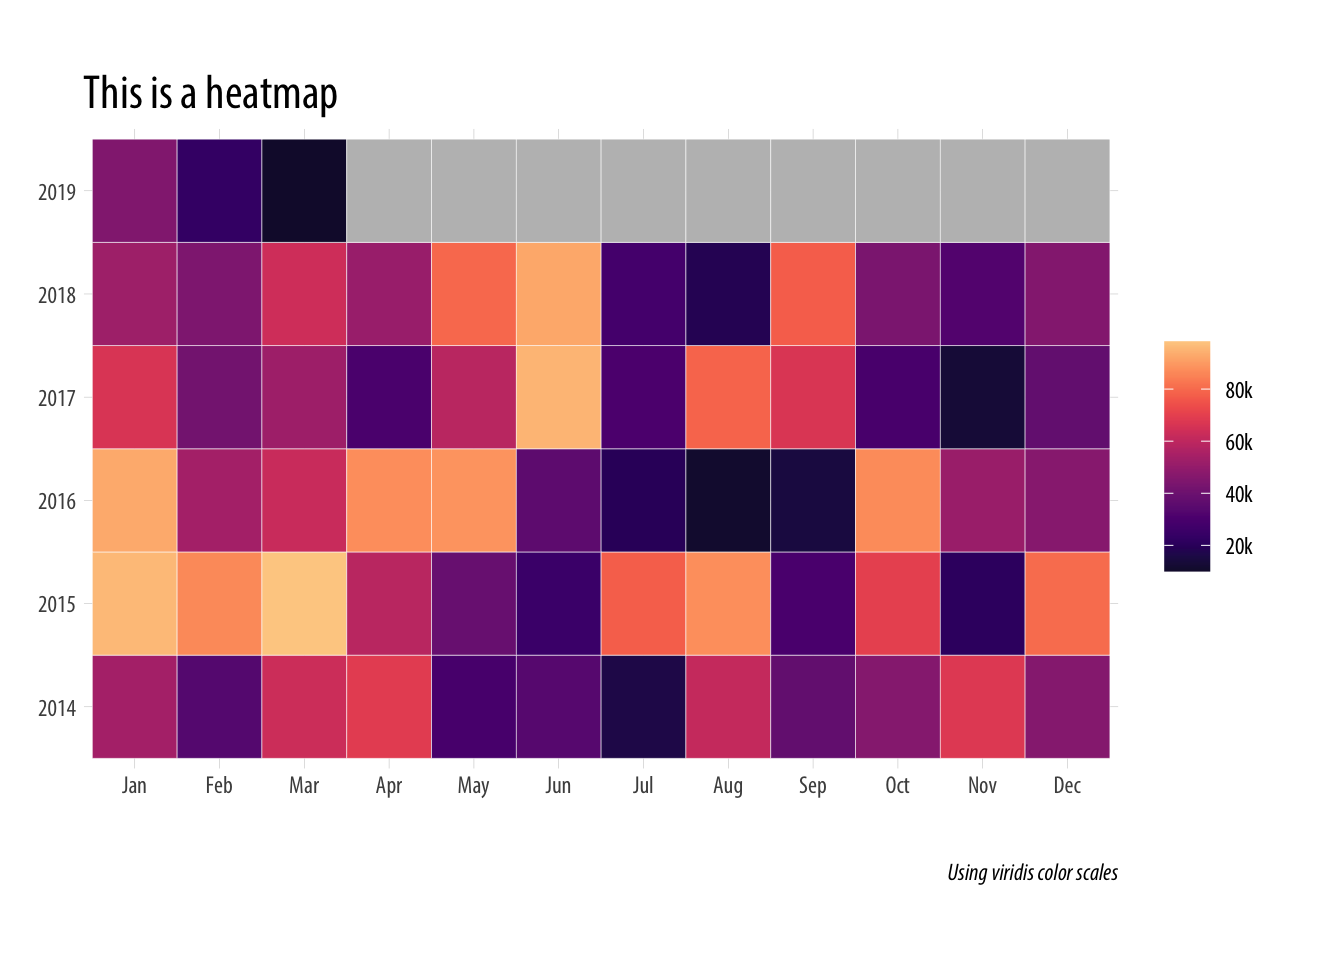 This is a heatmap
2019
2018
2017
2016
2015
2014
Jan Feb Mar Apr May Jun Jul Aug Sep Oct Nov Dec
80k
60k
40k
20k
Using viridis color scales